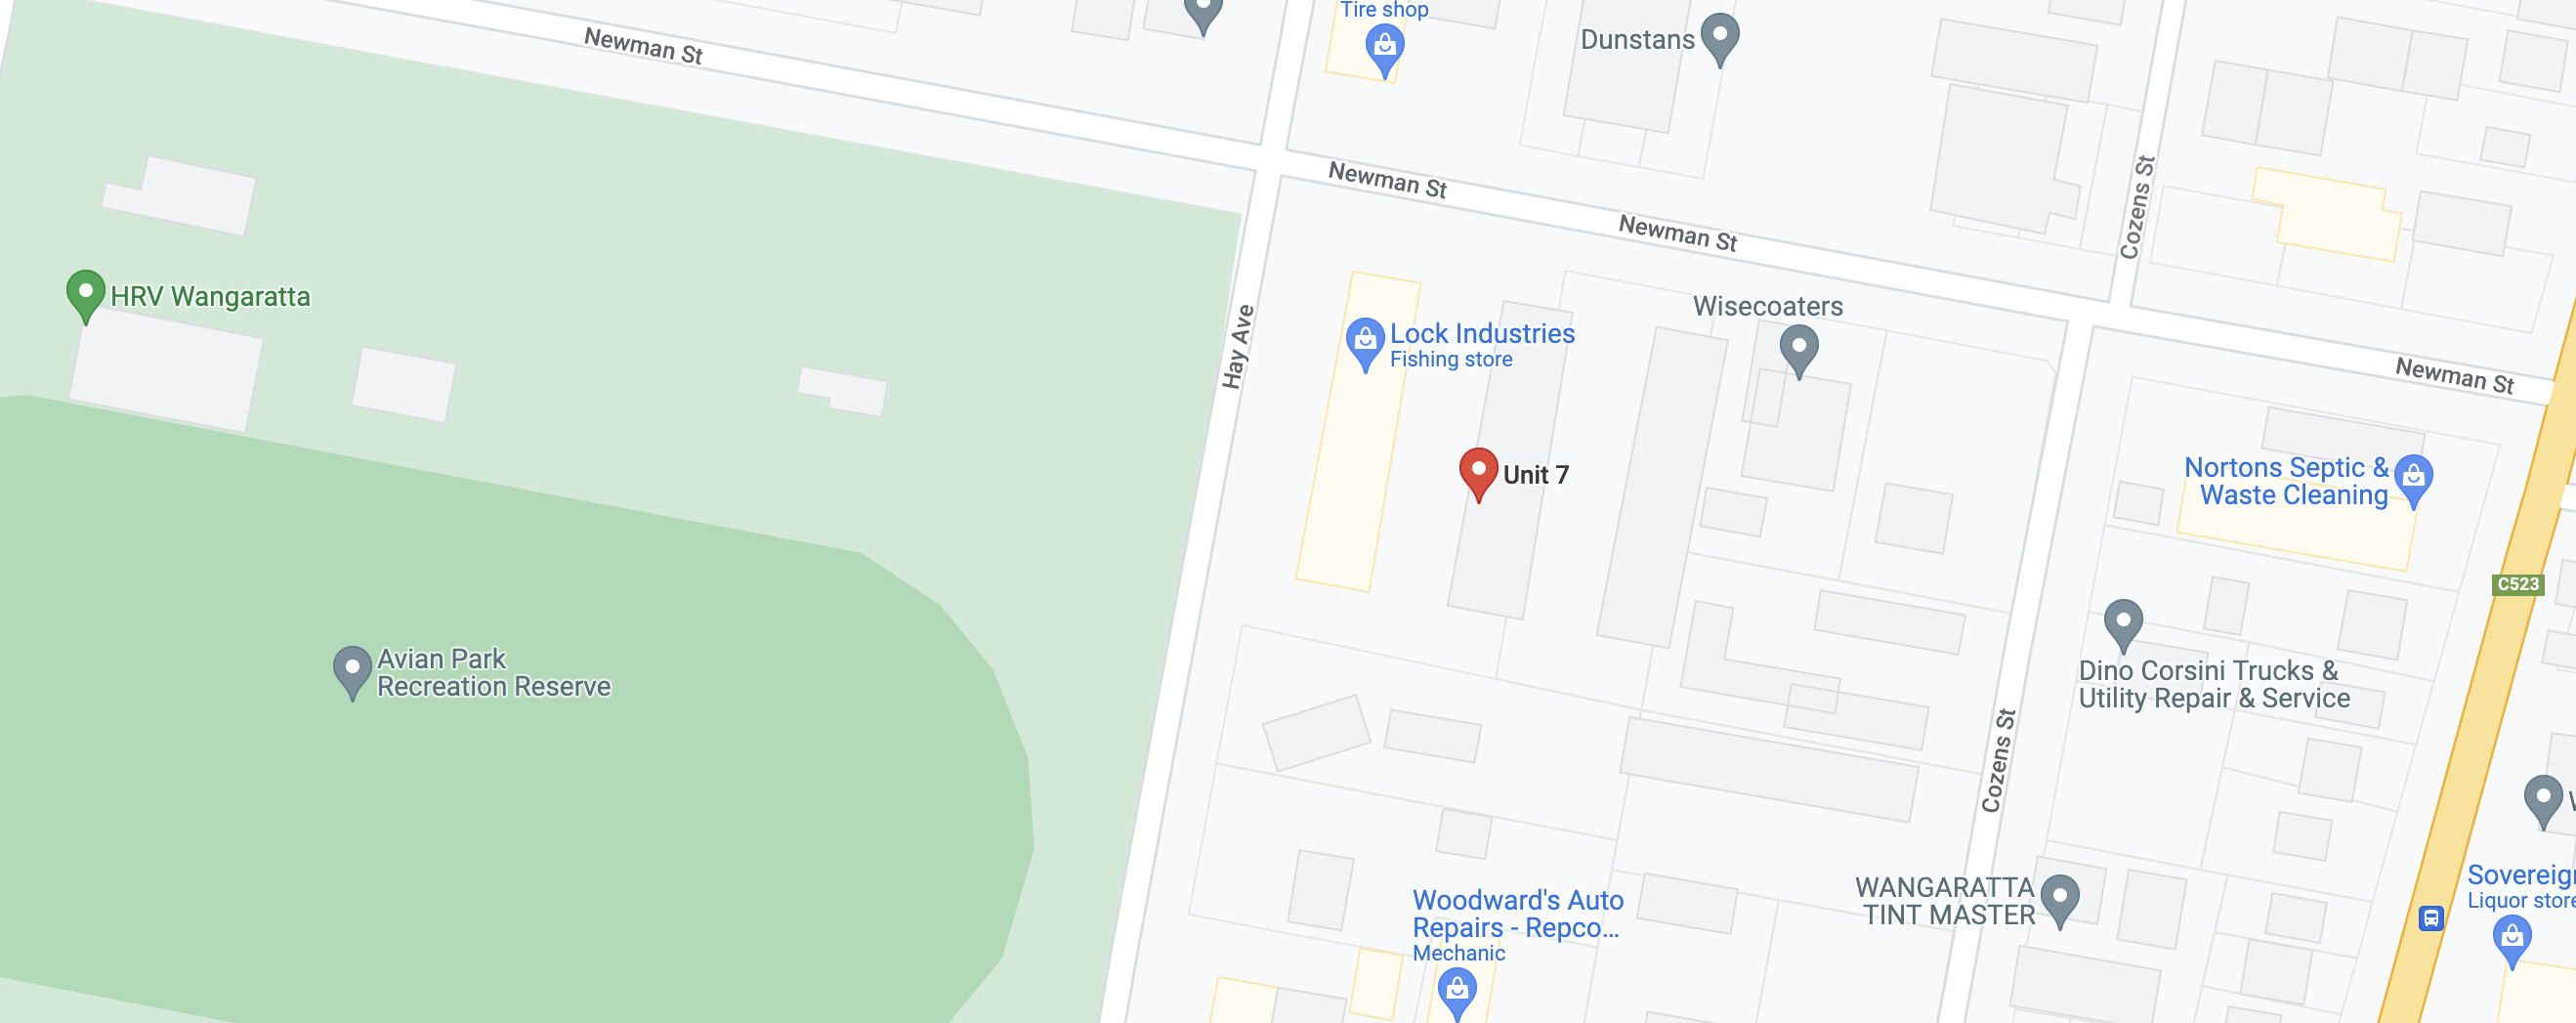 Newman St
Tire shop
Dunstans
Newman St
Newman St
Cozens St
HRV Wangaratta
Hay Ave
Lock Industries
Fishing store
Wisecoaters
Newman St
Unit 7
Nortons Septic &
Waste Cleaning
C523
Avian Park
Recreation Reserve
Dino Corsini Trucks &
Utility Repair & Service
Cozens St
Woodward's Auto
Repairs - Repco...
Mechanic
WANGARATTA
TINT MASTER
Liquor store